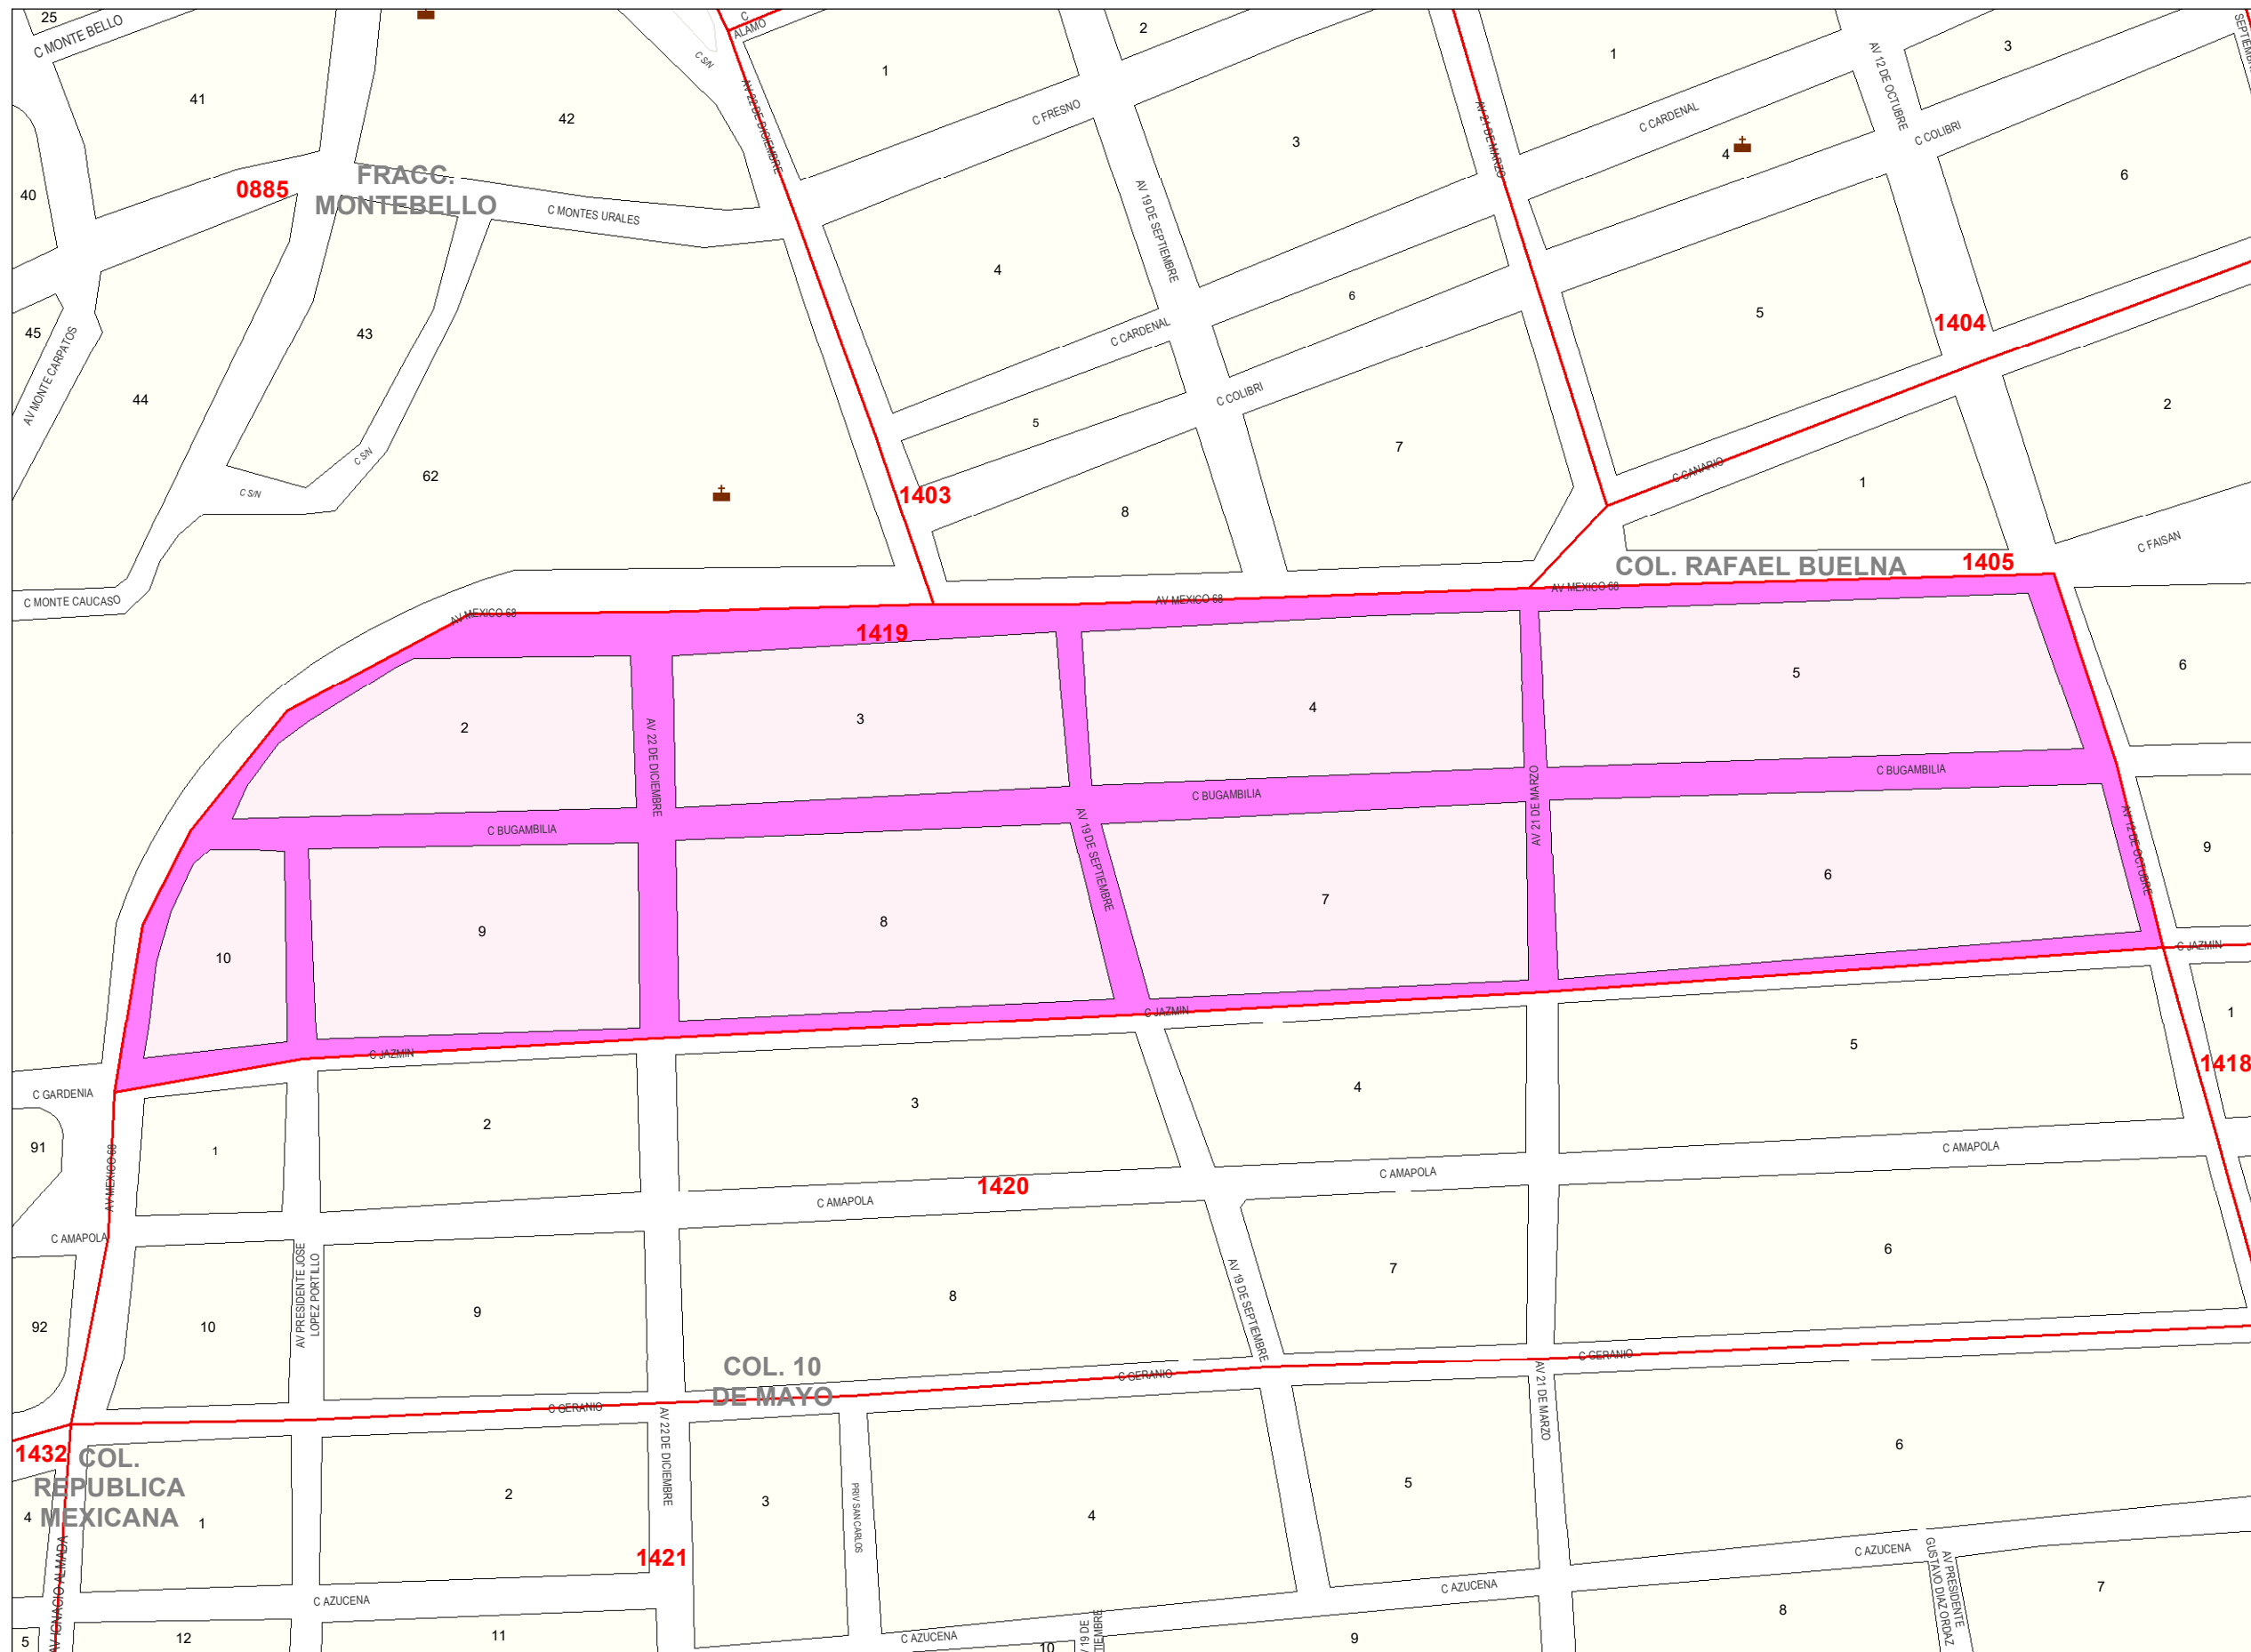 25
C MONTE BELLO
41
42
40
0885
FRACC.
MONTEBELLO
C MONTES URALES
45
AV MONTE CARPATOS
44
43
C S/N
C S/N
62
C MONTE CAUCASO
C S/N
C
ALAMO
AV 22 DE DICIEMBRE
1
2
C FRESNO
3
AV 19 DE SEPTIEMBRE
4
C CARDENAL
6
5
C COLIBRI
7
1403
8
AV 21 DE MARZO
1
AV 12 DE OCTUBRE
3
C CARDENAL
4
C COLIBRI
6
5
1404
2
C CANARIO
1
C FAISAN
COL. RAFAEL BUELNA
1405
AV MEXICO 68
AV MEXICO 68
AV MEXICO 68
1419
2
AV 22 DE DICIEMBRE
3
4
5
6
C BUGAMBILIA
C BUGAMBILIA
C BUGAMBILIA
AV 19 DE SEPTIEMBRE
AV 21 DE MARZO
AV 12 DE OCTUBRE
10
9
8
7
6
9
C JAZMIN
C JAZMIN
C JAZMIN
C GARDENIA
91
AV MEXICO 68
1
2
3
4
5
1
1418
C AMAPOLA
C AMAPOLA
C AMAPOLA
C AMAPOLA
1420
92
10
AV PRESIDENTE JOSE
LOPEZ PORTILLO
9
8
AV 19 DE SEPTIEMBRE
7
6
COL. 10
DE MAYO
C GERANIO
C GERANIO
C GERANIO
1432
COL.
REPUBLICA
MEXICANA
4
1
2
AV 22 DE DICIEMBRE
3
PRIV SAN CARLOS
4
5
AV 21 DE MARZO
6
1421
AV IGNACIO ALMADA
C AZUCENA
C AZUCENA
C AZUCENA
C AZUCENA
AV PRESIDENTE
GUSTAVO DIAZ ORDAZ
7
5
12
11
10
9
8